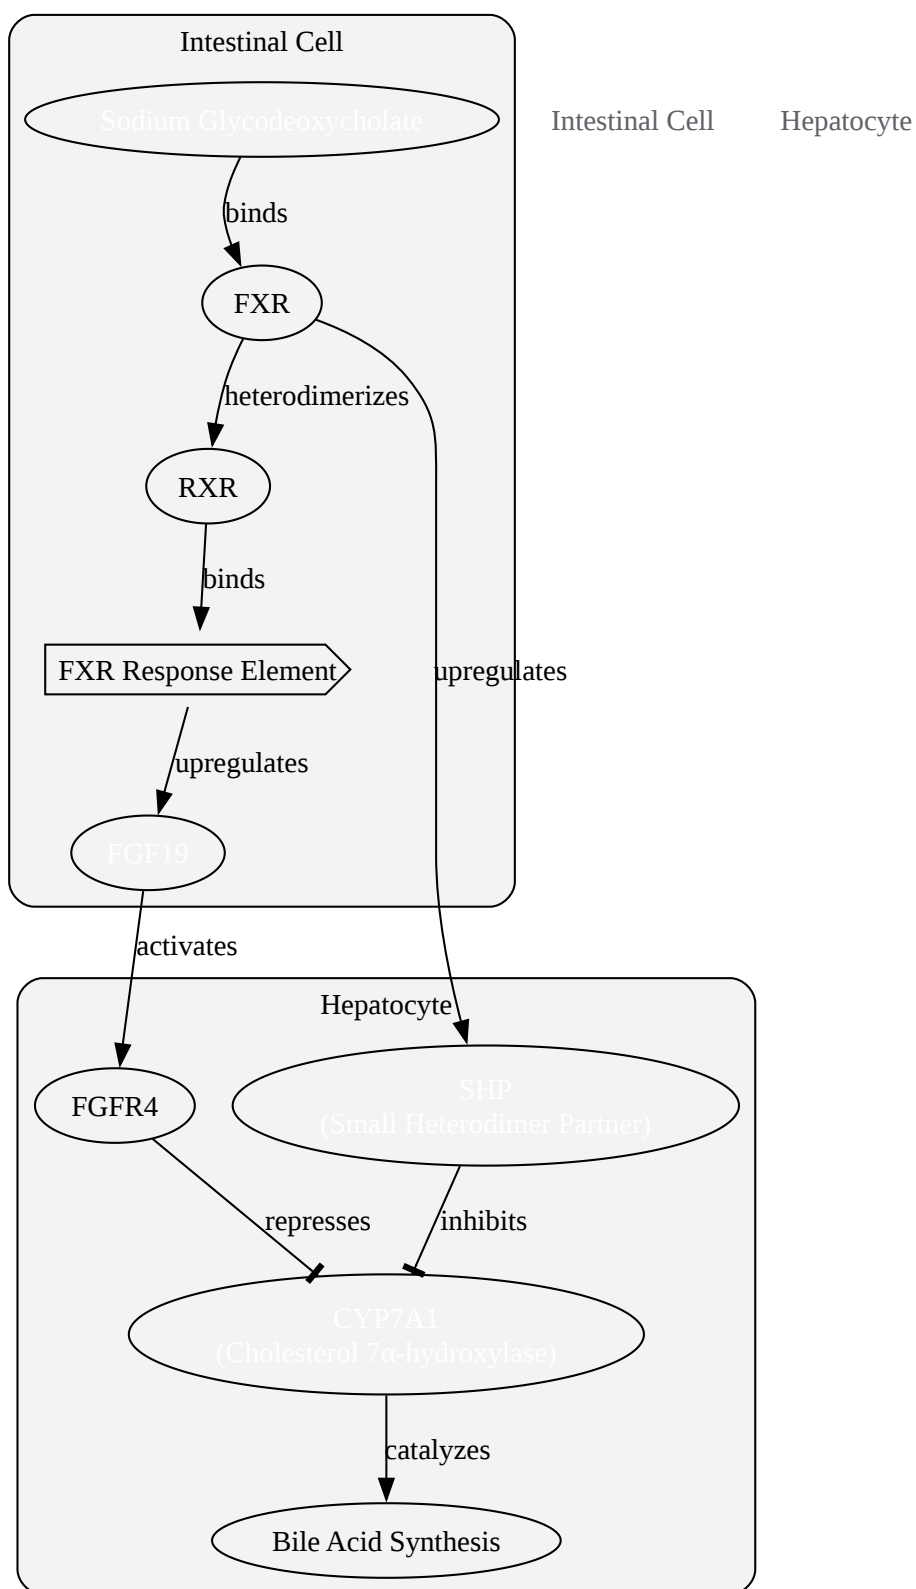 Intestinal Cell
Sodium Glycodeoxycholate
Intestinal Cell
Hepatocyte
binds
FXR
heterodimerizes
RXR
binds
FXR Response Element
upregulates
upregulates
FGF19
activates
Hepatocyte
FGFR4
SHP
(Small Heterodimer Partner)
represses
inhibits
CYP7A1
(Cholesterol 7α-hydroxylase)
catalyzes
Bile Acid Synthesis